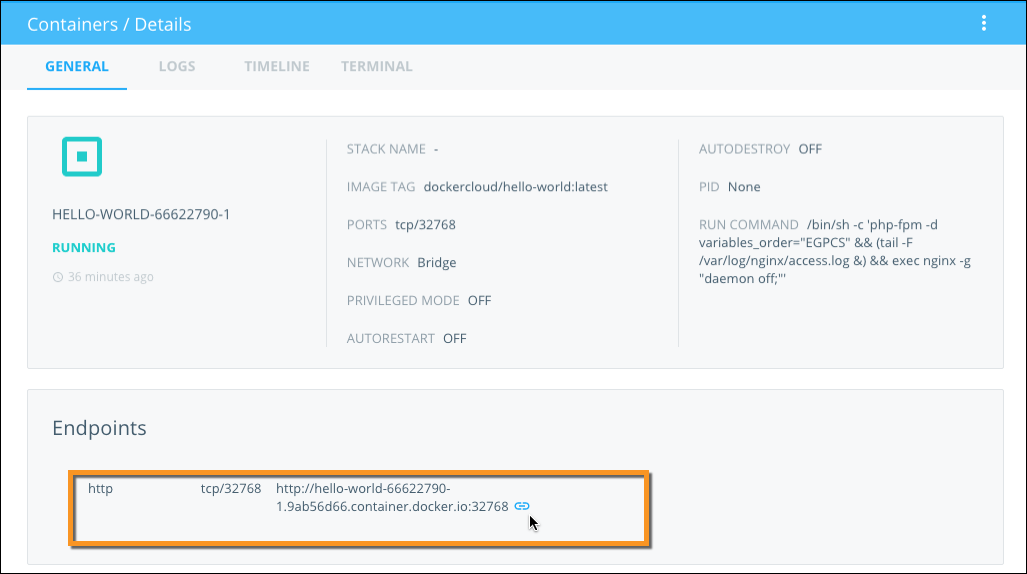 Containers / Details
GENERAL LOGS TIMELINE TERMINAL
HELLO-WORLD-66622790-1
RUNNING
36 minutes ago
STACK NAME -
IMAGE TAG dockercloud/hello-world:latest
PORTS tcp/32768
NETWORK Bridge
PRIVILEGED MODE OFF
AUTORESTART OFF
AUTODESTROY OFF
PID None
RUN COMMAND /bin/sh -c 'php-fpm -d
variables_order="EGPCS" && (tail -F
/var/log/nginx/access.log &) && exec nginx -g
"daemon off;"'
Endpoints
http tcp/32768 http://hello-world-66622790-
1.9ab56d66.container.docker.io:32768